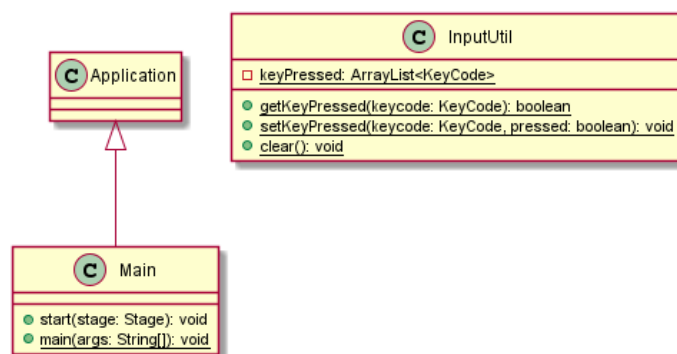 C Application
C InputUtil
keyPressed: ArrayList<KeyCode>
getKeyPressed(keycode: KeyCode): boolean
setKeyPressed(keycode: KeyCode, pressed: boolean): void
clear(): void
C Main
start(stage: Stage): void
main(args: String[]): void